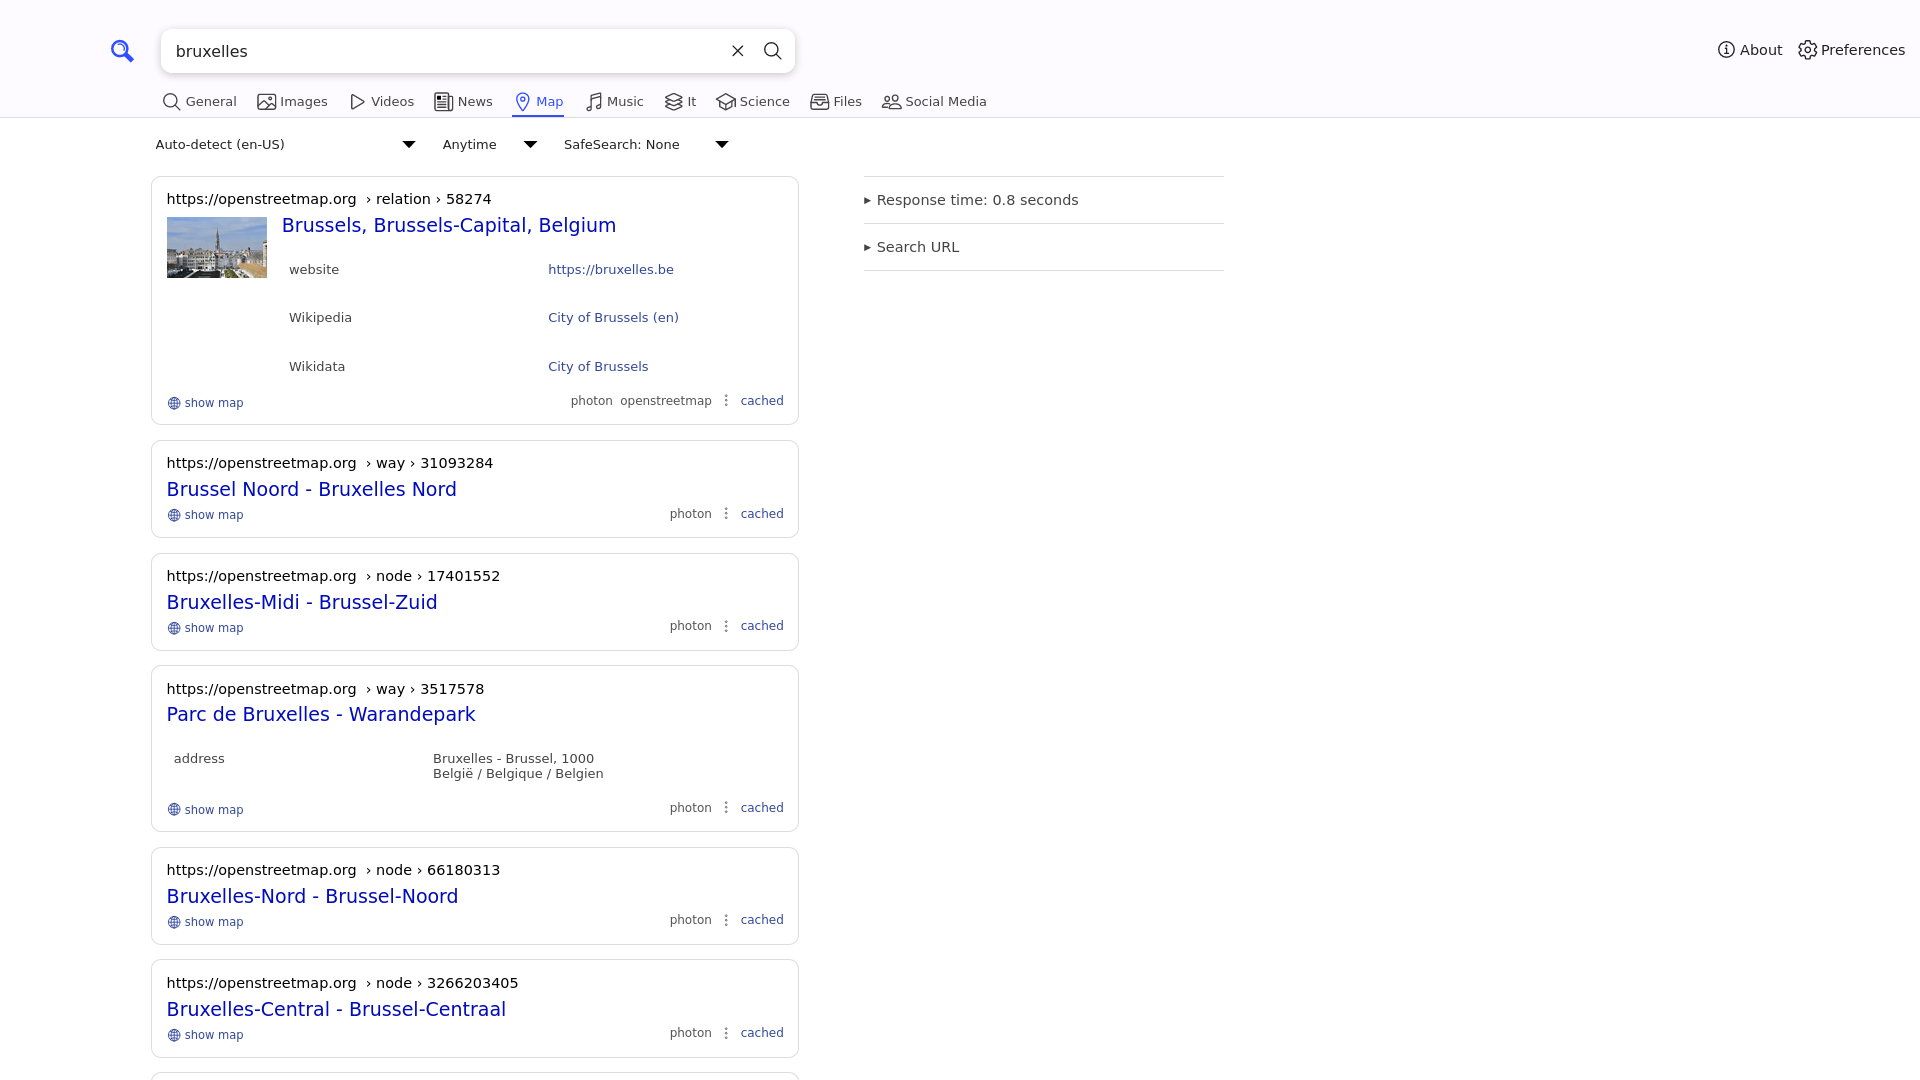 bruxelles
About
Preferences
General
Images
Videos
News
Map
Music
It
Science
Files
Social Media
Auto-detect (en-US)
Anytime
SafeSearch: None
https://openstreetmap.org › relation › 58274
Brussels, Brussels-Capital, Belgium
website https://bruxelles.be
Wikipedia City of Brussels (en)
Wikidata City of Brussels
show map
photon openstreetmap cached
https://openstreetmap.org › way › 31093284
Brussel Noord - Bruxelles Nord
show map
photon cached
https://openstreetmap.org › node › 17401552
Bruxelles-Midi - Brussel-Zuid
show map
photon cached
https://openstreetmap.org › way › 3517578
Parc de Bruxelles - Warandepark
address Bruxelles - Brussel, 1000
België / Belgique / Belgien
show map
photon cached
https://openstreetmap.org › node › 66180313
Bruxelles-Nord - Brussel-Noord
show map
photon cached
https://openstreetmap.org › node › 3266203405
Bruxelles-Central - Brussel-Centraal
show map
photon cached
Response time: 0.8 seconds
Search URL